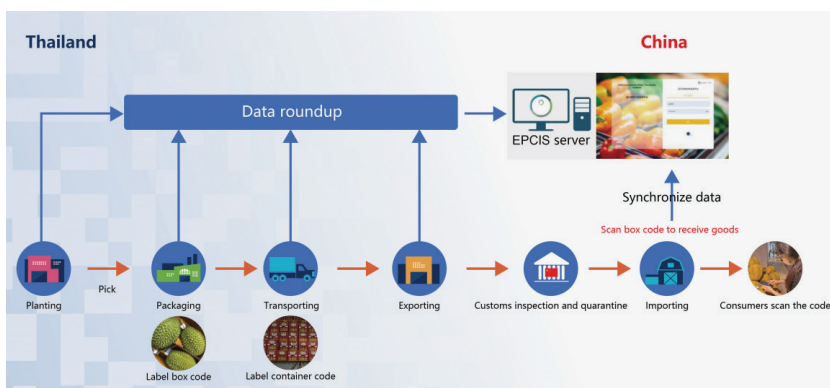 Thailand
China
Data roundup
EPCIS server
Synchronize data
Scan box code to receive goods
Pick
Planting
Packaging
Transporting
Exporting
Customs inspection and quarantine
Importing
Consumers scan the code
Label box code
Label container code